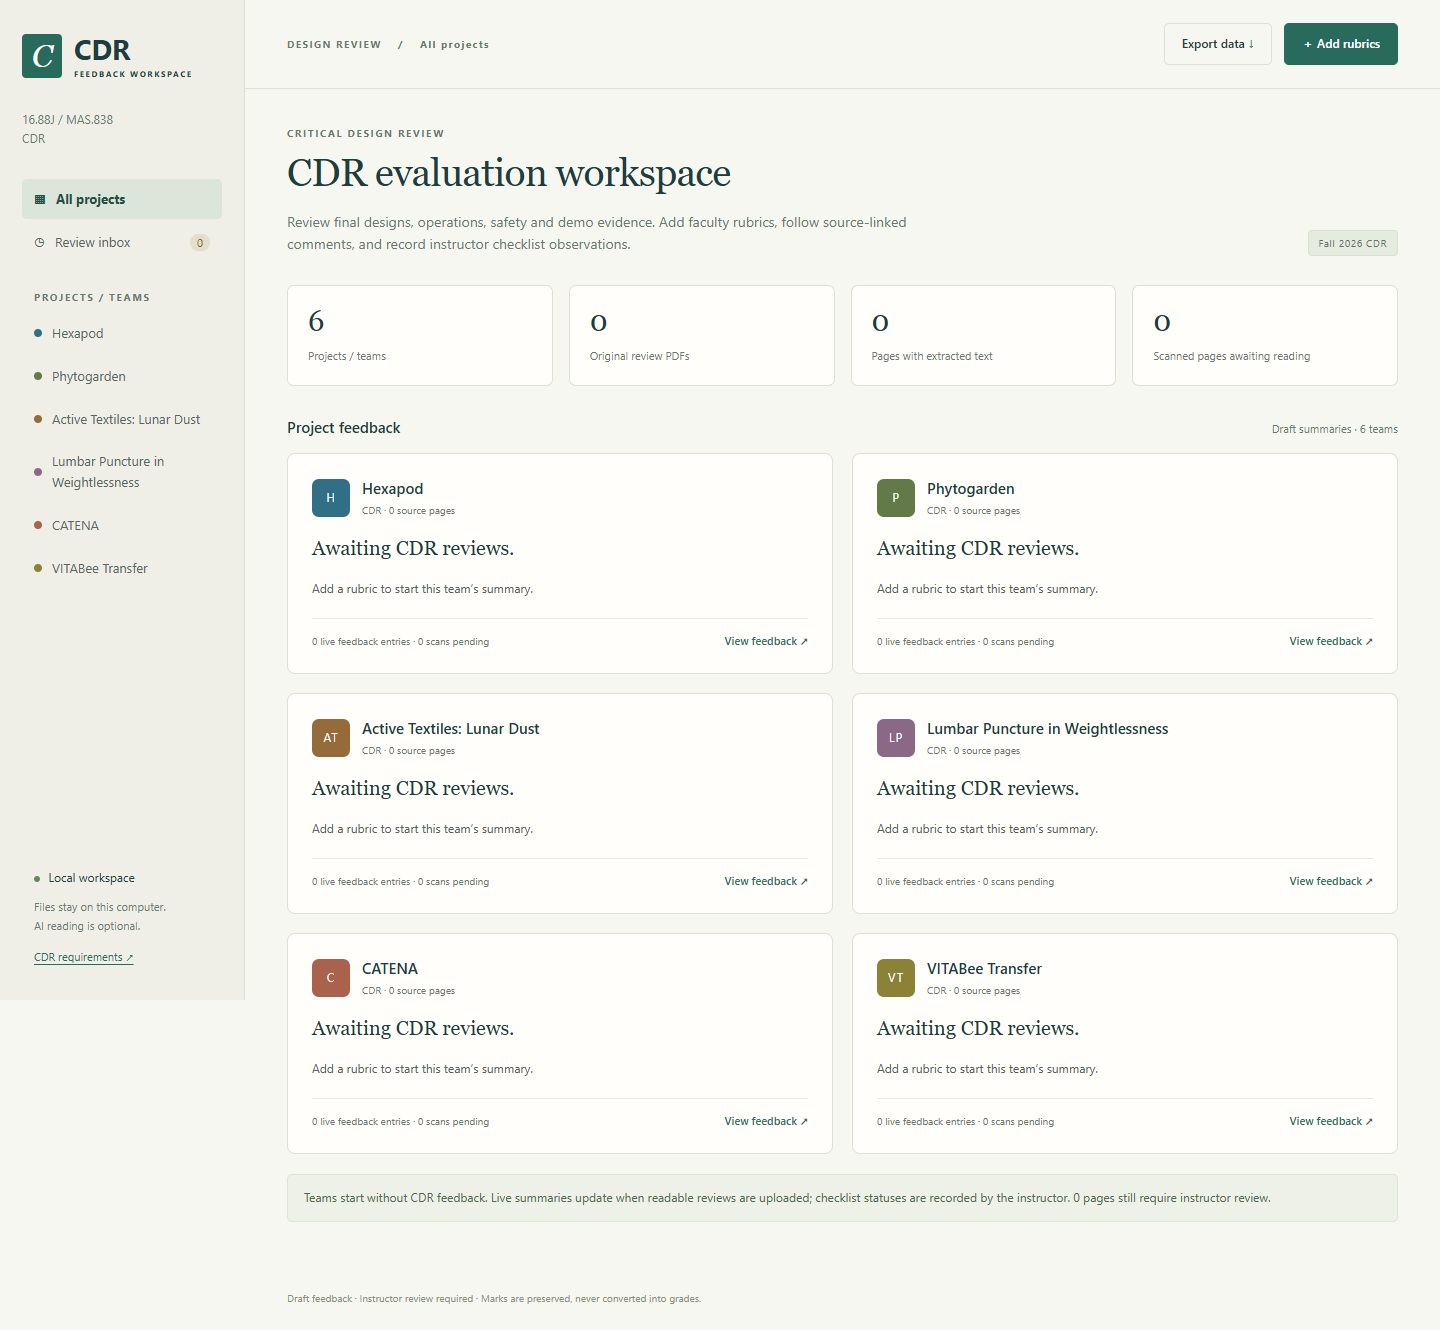 C
CDR
FEEDBACK WORKSPACE
16.88J / MAS.838
CDR
All projects
Review inbox
0
PROJECTS / TEAMS
Hexapod
Phytogarden
Active Textiles: Lunar Dust
Lumbar Puncture in
Weightlessness
CATENA
VITABee Transfer
Local workspace
Files stay on this computer.
AI reading is optional.
CDR requirements ↗
DESIGN REVIEW / All projects
Export data ↓
+ Add rubrics
CRITICAL DESIGN REVIEW
CDR evaluation workspace
Review final designs, operations, safety and demo evidence. Add faculty rubrics, follow source-linked
comments, and record instructor checklist observations.
Fall 2026 CDR
6
Projects / teams
0
Original review PDFs
0
Pages with extracted text
0
Scanned pages awaiting reading
Project feedback
Draft summaries · 6 teams
H
Hexapod
CDR · 0 source pages
Awaiting CDR reviews.
Add a rubric to start this team’s summary.
0 live feedback entries · 0 scans pending
View feedback ↗
P
Phytogarden
CDR · 0 source pages
Awaiting CDR reviews.
Add a rubric to start this team’s summary.
0 live feedback entries · 0 scans pending
View feedback ↗
AT
Active Textiles: Lunar Dust
CDR · 0 source pages
Awaiting CDR reviews.
Add a rubric to start this team’s summary.
0 live feedback entries · 0 scans pending
View feedback ↗
LP
Lumbar Puncture in Weightlessness
CDR · 0 source pages
Awaiting CDR reviews.
Add a rubric to start this team’s summary.
0 live feedback entries · 0 scans pending
View feedback ↗
C
CATENA
CDR · 0 source pages
Awaiting CDR reviews.
Add a rubric to start this team’s summary.
0 live feedback entries · 0 scans pending
View feedback ↗
VT
VITABee Transfer
CDR · 0 source pages
Awaiting CDR reviews.
Add a rubric to start this team’s summary.
0 live feedback entries · 0 scans pending
View feedback ↗
Teams start without CDR feedback. Live summaries update when readable reviews are uploaded; checklist statuses are recorded by the instructor. 0 pages still require instructor review.
Draft feedback · Instructor review required · Marks are preserved, never converted into grades.